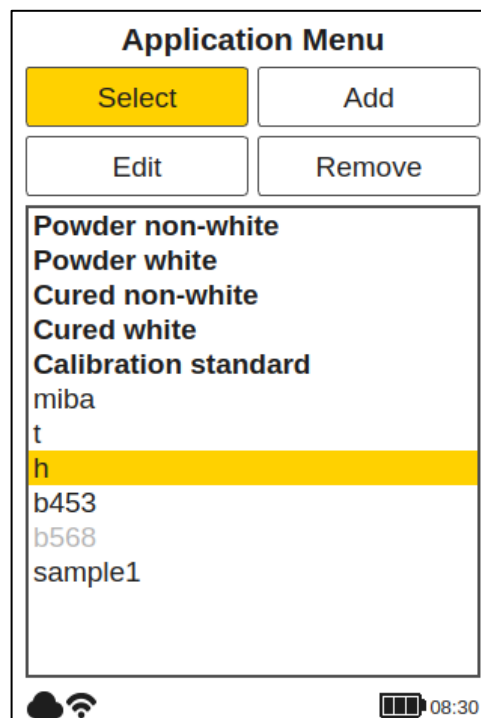 Application Menu
Select Add
Edit Remove
Powder non-white
Powder white
Cured non-white
Cured white
Calibration standard
miba
t
h
b453
b568
sample1
08:30